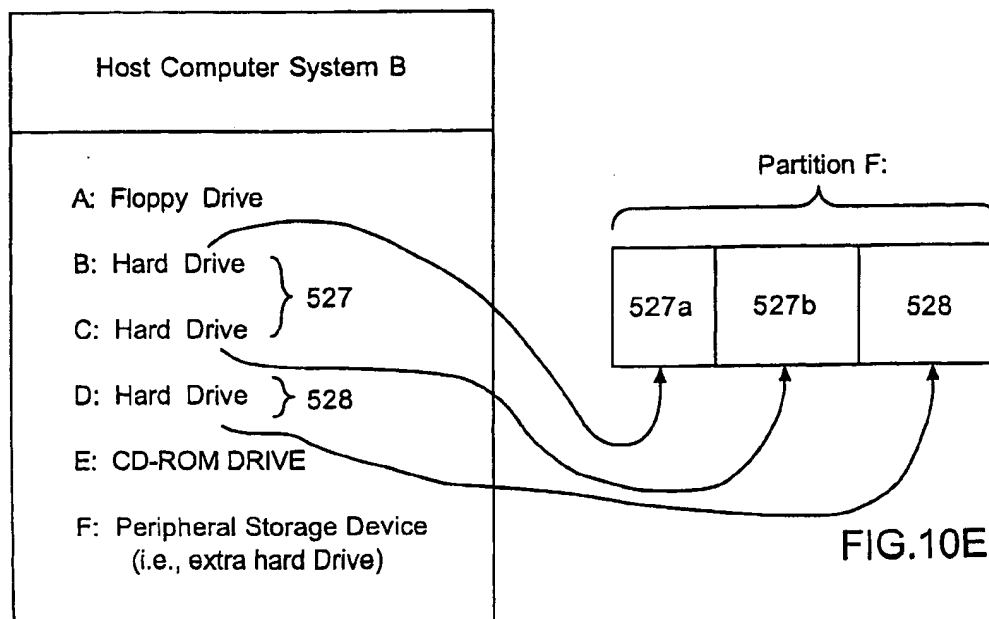 Host Computer System B
A: Floppy Drive
B: Hard Drive
527
C: Hard Drive
D: Hard Drive
528
E: CD-ROM DRIVE
F: Peripheral Storage Device
(i.e., extra hard Drive)
Partition F:
527a
527b
528
FIG.10E